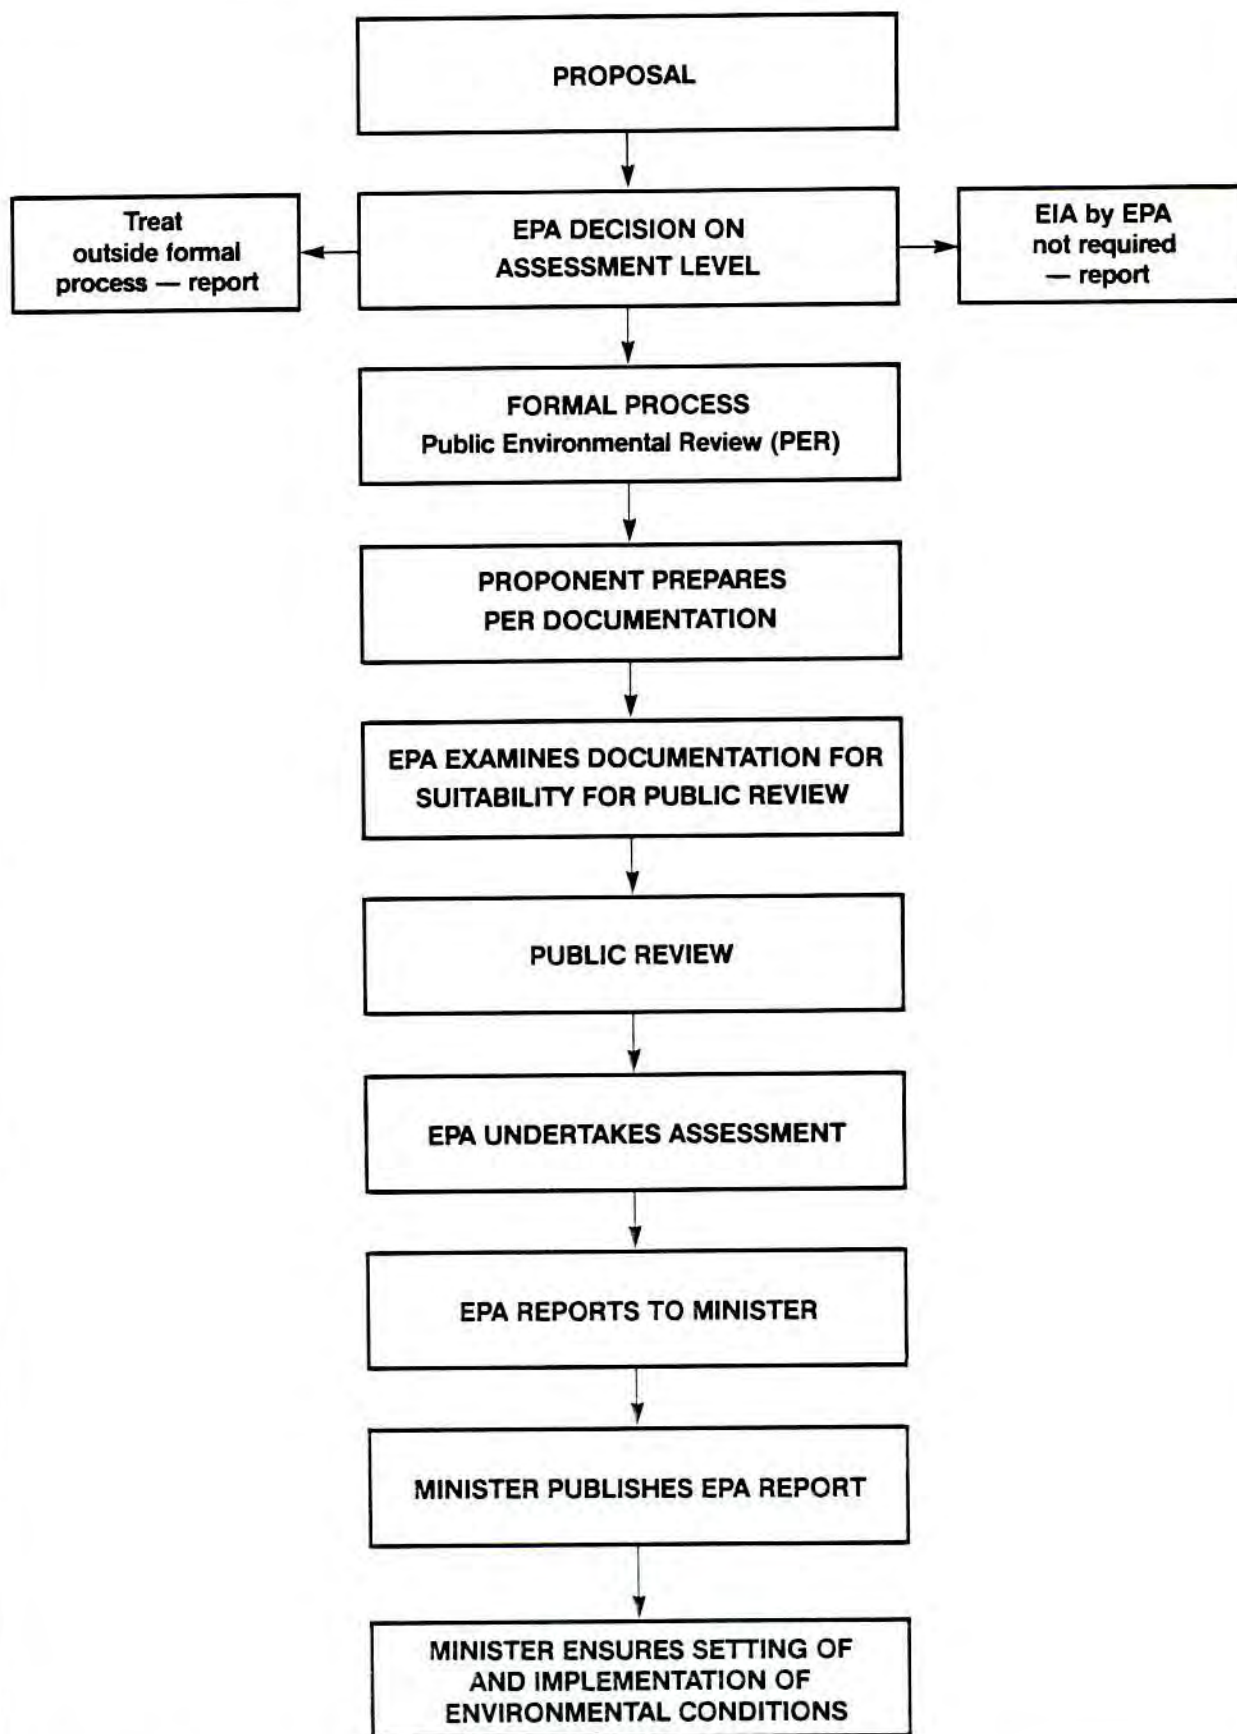 PROPOSAL
Treat
outside formal
process — report
EPA DECISION ON
ASSESSMENT LEVEL
EIA by EPA
not required
— report
FORMAL PROCESS
Public Environmental Review (PER)
PROPONENT PREPARES
PER DOCUMENTATION
EPA EXAMINES DOCUMENTATION FOR
SUITABILITY FOR PUBLIC REVIEW
PUBLIC REVIEW
EPA UNDERTAKES ASSESSMENT
EPA REPORTS TO MINISTER
MINISTER PUBLISHES EPA REPORT
MINISTER ENSURES SETTING OF
AND IMPLEMENTATION OF
ENVIRONMENTAL CONDITIONS